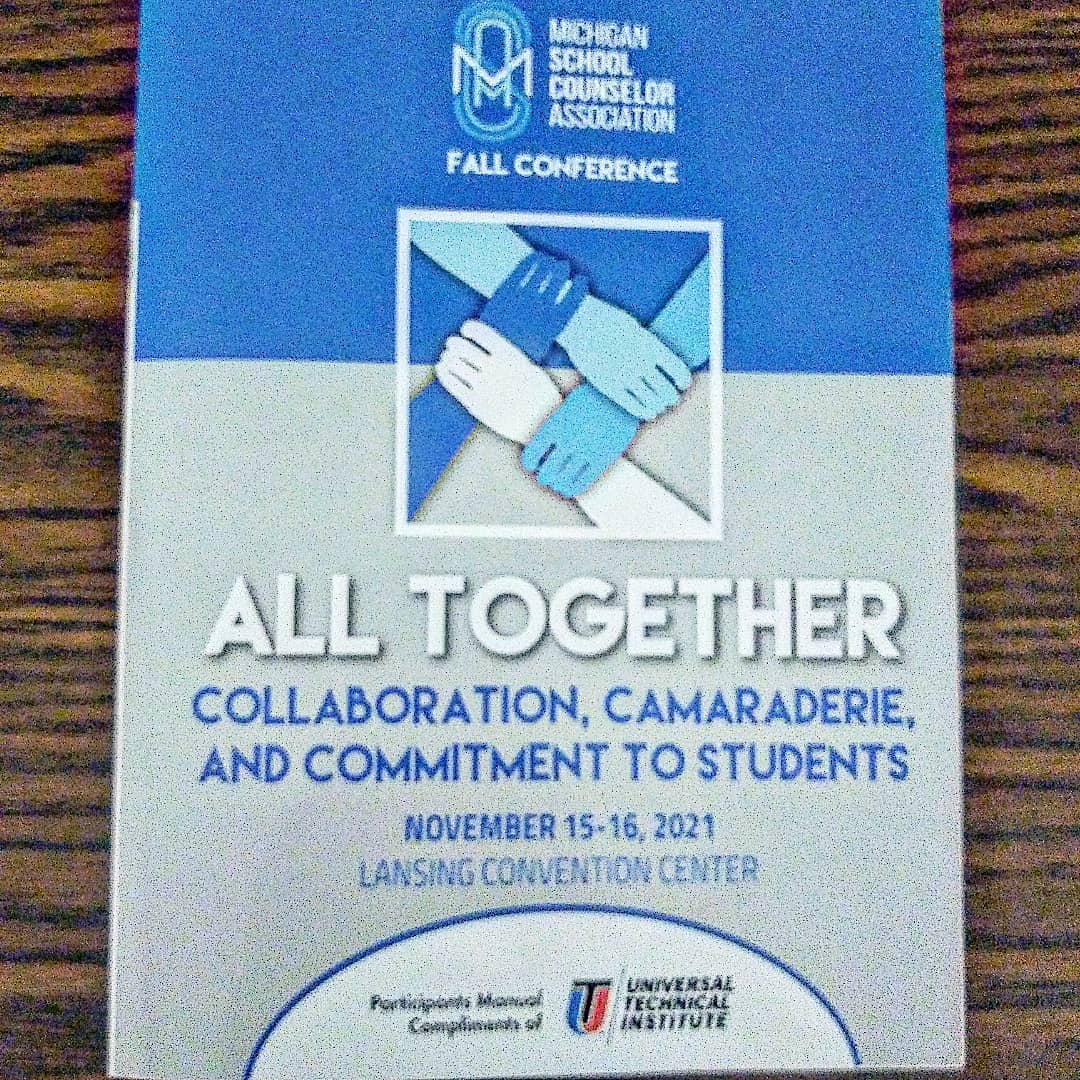 MICHIGAN
SCHOOL
COUNSELOR
ASSOCIATION
FALL CONFERENCE
ALL TOGETHER
COLLABORATION, CAMARADERIE,
AND COMMITMENT TO STUDENTS
NOVEMBER 15-16, 2021
LANSING CONVENTION CENTER
Participants Manual
Compliments of
UTI
UNIVERSAL
TECHNICAL
INSTITUTE